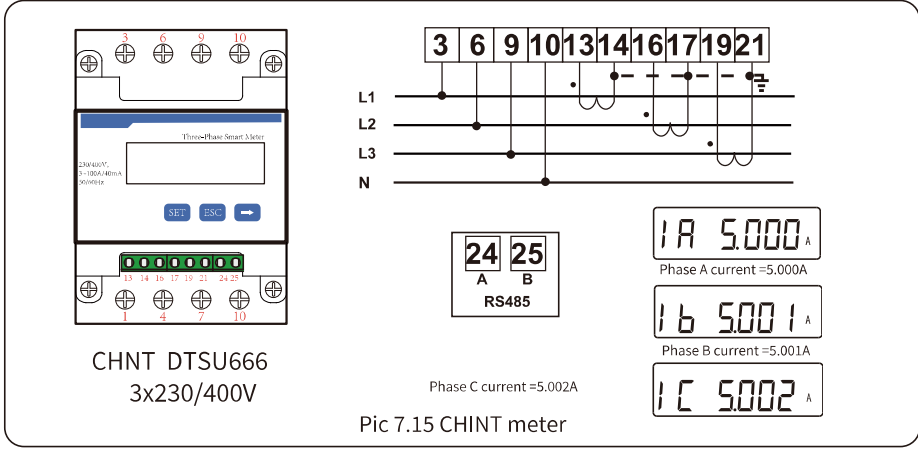 3 6 9 10
Three-Phase Smart Meter
230/400V,
3×100A/40mA
50/60Hz
SET ESC →
13 14 16 17 19 21 24 25
1 4 7 10
CHNT DTSU666
3x230/400V
3 6 9 10 13 14 16 17 19 21
L1
L2
L3
N
24 25
A B
RS485
1A 5.000 A
Phase A current =5.000A
1b 5.001 A
Phase B current =5.001A
1C 5.002 A
Phase C current =5.002A
Pic 7.15 CHINT meter